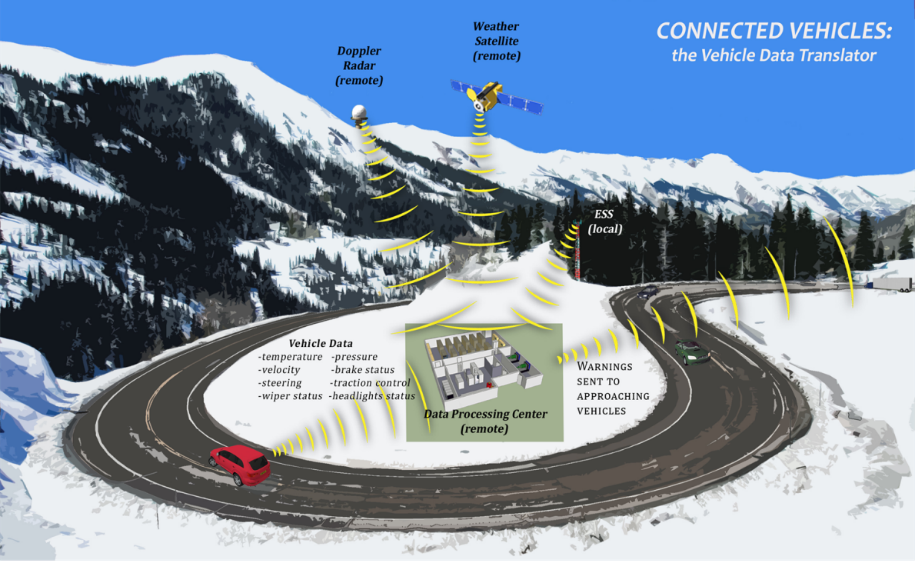 CONNECTED VEHICLES:
the Vehicle Data Translator
Weather
Satellite
(remote)
Doppler
Radar
(remote)
ESS
(local)
Vehicle Data
-temperature -pressure
-velocity -brake status
-steering -traction control
-wiper status -headlights status
Data Processing Center
(remote)
WARNINGS
SENT TO
APPROACHING
VEHICLES